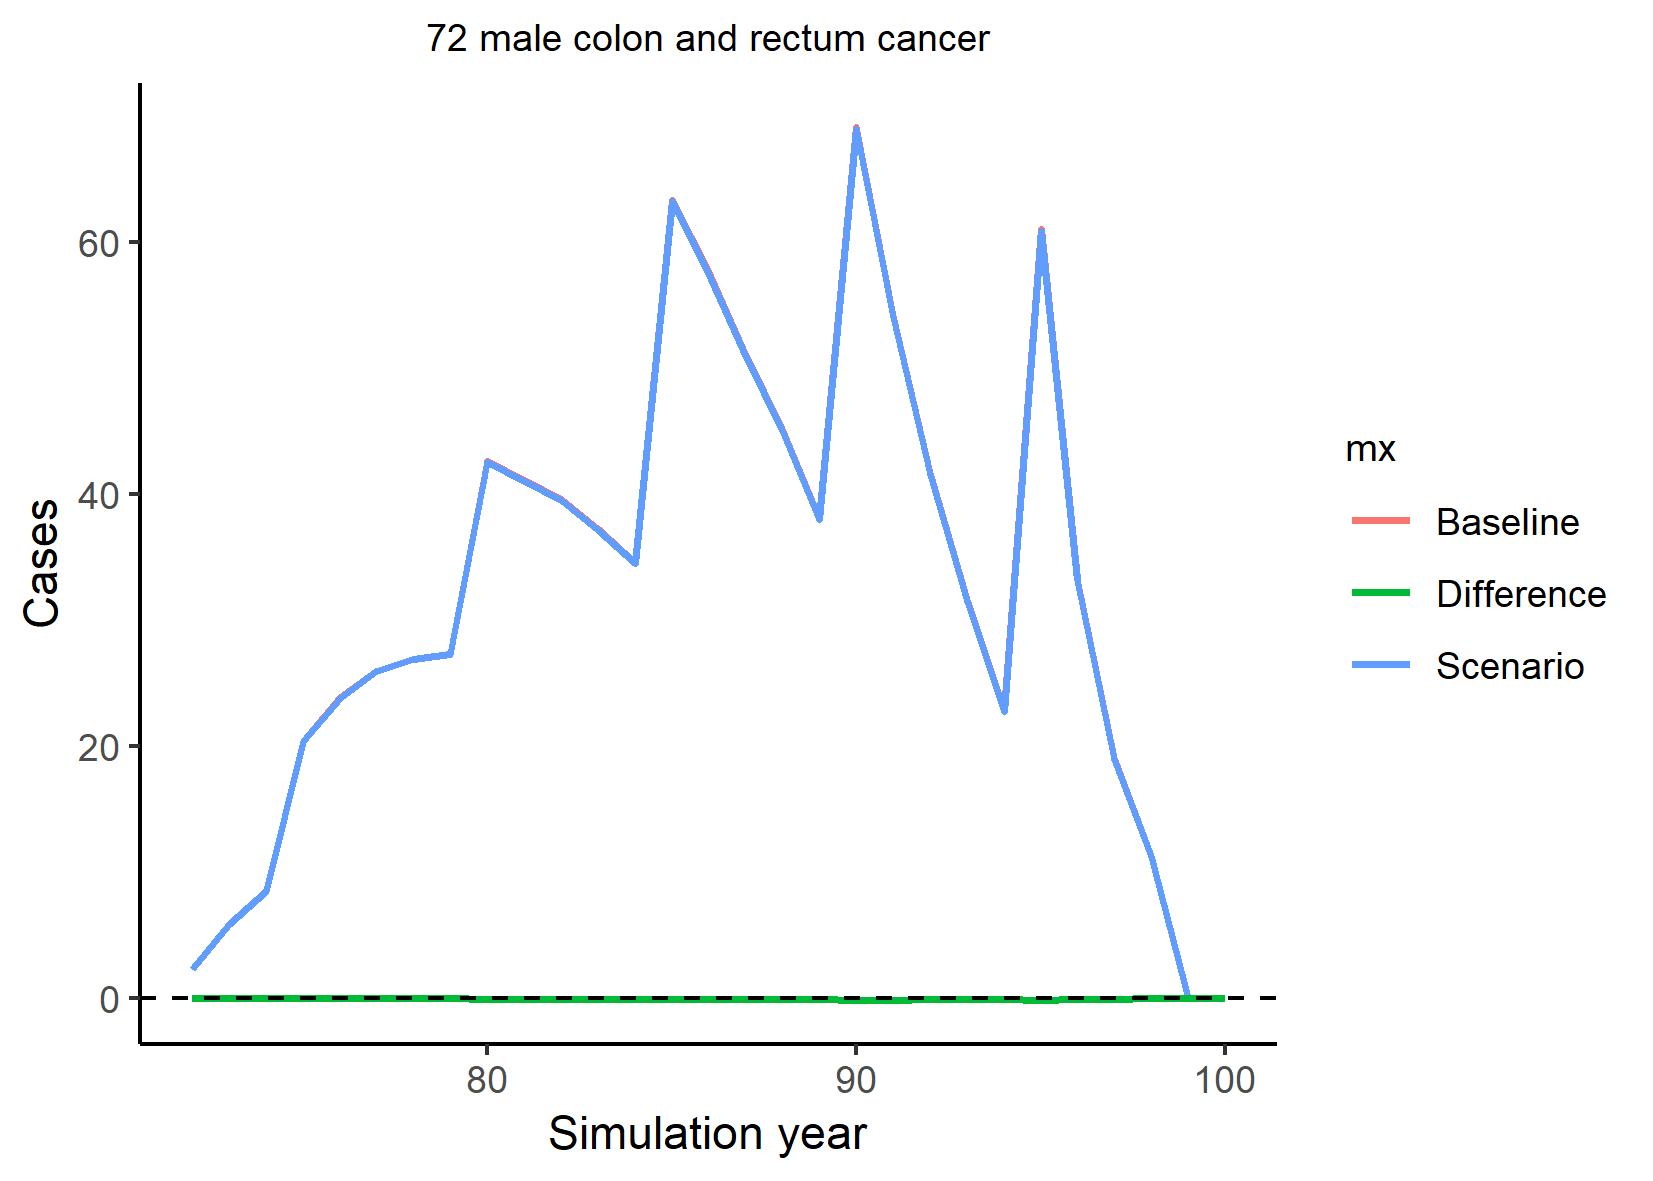 72 male colon and rectum cancer
Cases
60
40
20
0
80
90
100
Simulation year
mx
Baseline
Difference
Scenario